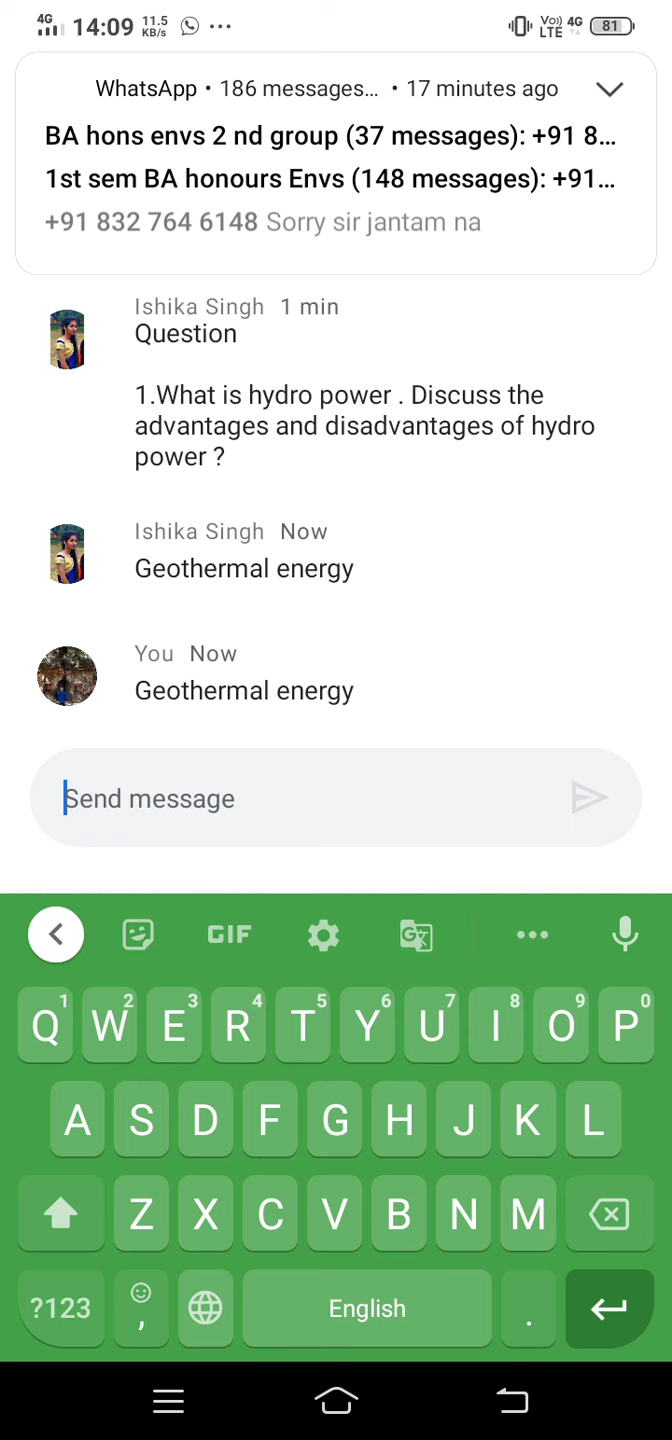 4G 14:09 11.5 KB/s ... Vo)) LTE 4G 81
WhatsApp • 186 messages... • 17 minutes ago
BA hons envs 2 nd group (37 messages): +91 8...
1st sem BA honours Envs (148 messages): +91...
+91 832 764 6148 Sorry sir jantam na
Ishika Singh 1 min
Question
1.What is hydro power . Discuss the
advantages and disadvantages of hydro
power ?
Ishika Singh Now
Geothermal energy
You Now
Geothermal energy
Send message
GIF G ...
Q1 W2 E3 R4 T5 Y6 U7 I8 O9 P0
A S D F G H J K L
Z X C V B N M
?123 , English .